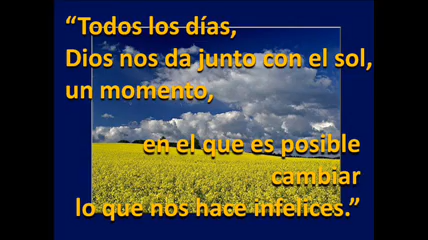 “Todos los días,
Dios nos da junto con el sol,
un momento,
en el que es posible
cambiar
lo que nos hace infelices.”